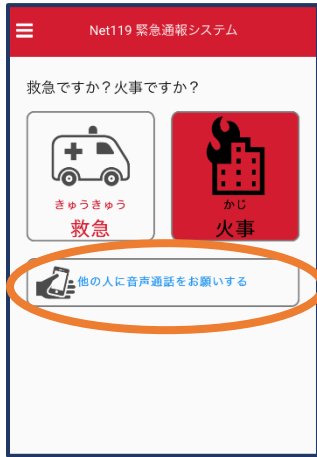 Net119 緊急通報システム
救急ですか？火事ですか？
きゅうきゅう
救急
かじ
火事
他の人に音声通話をお願いする